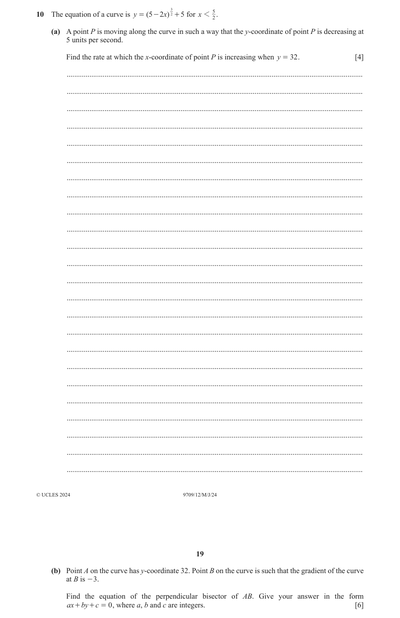 10 The equation of a curve is y = (5 − 2x)^{3/2} + 5 for x < 5/2.
(a) A point P is moving along the curve in such a way that the y-coordinate of point P is decreasing at
5 units per second.
Find the rate at which the x-coordinate of point P is increasing when y = 32. [4]
© UCLES 2024 9709/12/M/J/24
19
(b) Point A on the curve has y-coordinate 32. Point B on the curve is such that the gradient of the curve
at B is −3.
Find the equation of the perpendicular bisector of AB. Give your answer in the form
ax + by + c = 0, where a, b and c are integers. [6]